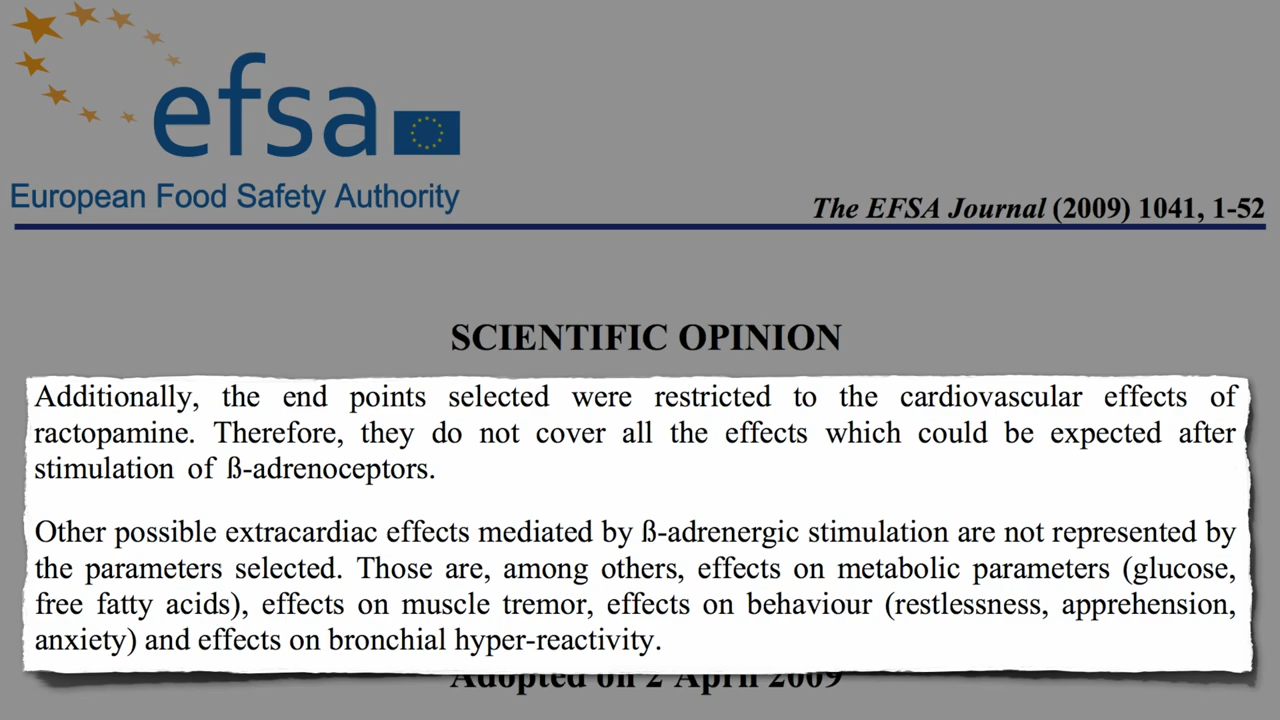 efsa
European Food Safety Authority
The EFSA Journal (2009) 1041, 1-52
SCIENTIFIC OPINION
Additionally, the end points selected were restricted to the cardiovascular effects of
ractopamine. Therefore, they do not cover all the effects which could be expected after
stimulation of ß-adrenoceptors.
Other possible extracardiac effects mediated by ß-adrenergic stimulation are not represented by
the parameters selected. Those are, among others, effects on metabolic parameters (glucose,
free fatty acids), effects on muscle tremor, effects on behaviour (restlessness, apprehension,
anxiety) and effects on bronchial hyper-reactivity.
Adopted on 2 April 2009